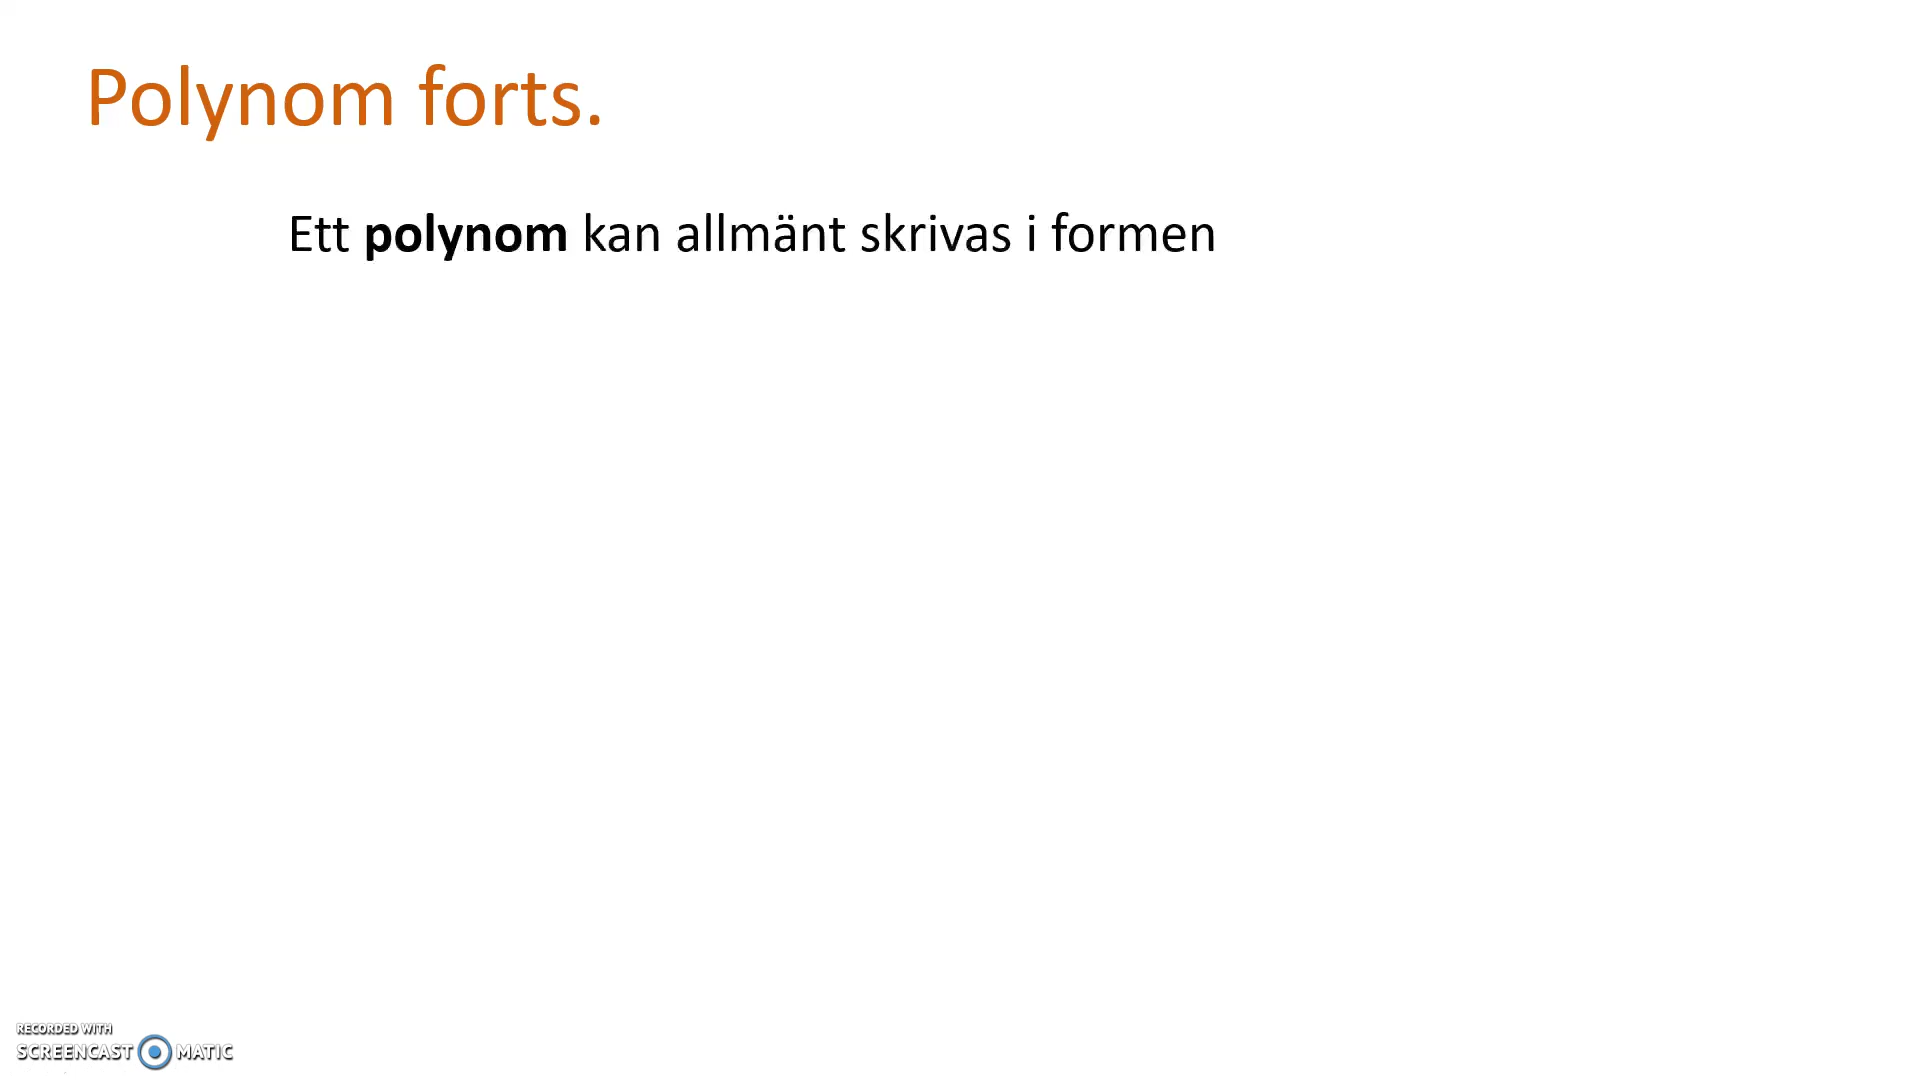 Polynom forts.
Ett polynom kan allmänt skrivas i formen
RECORDED WITH
SCREENCAST MATIC